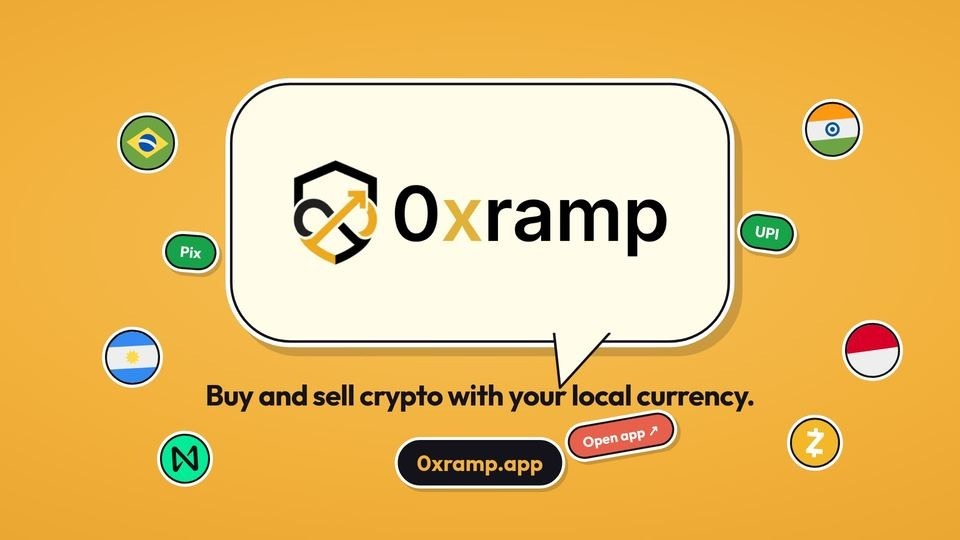 0xramp
Pix
UPI
Buy and sell crypto with your local currency.
Open app ↗
0xramp.app